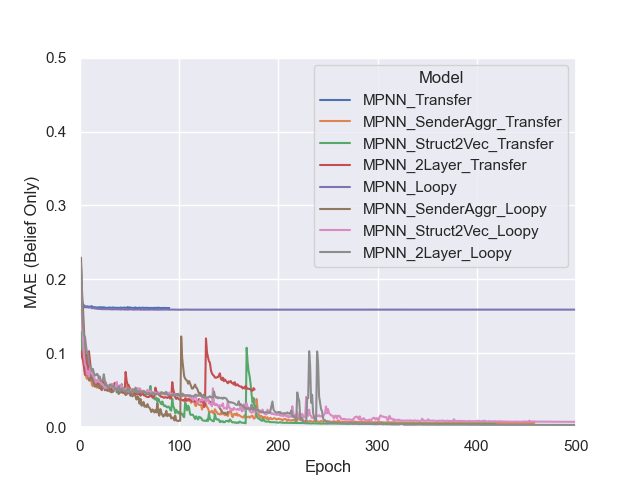 0.5
0.4
0.3
0.2
0.1
0.0
MAE (Belief Only)
0
100
200
300
400
500
Epoch
Model
MPNN_Transfer
MPNN_SenderAggr_Transfer
MPNN_Struct2Vec_Transfer
MPNN_2Layer_Transfer
MPNN_Loopy
MPNN_SenderAggr_Loopy
MPNN_Struct2Vec_Loopy
MPNN_2Layer_Loopy